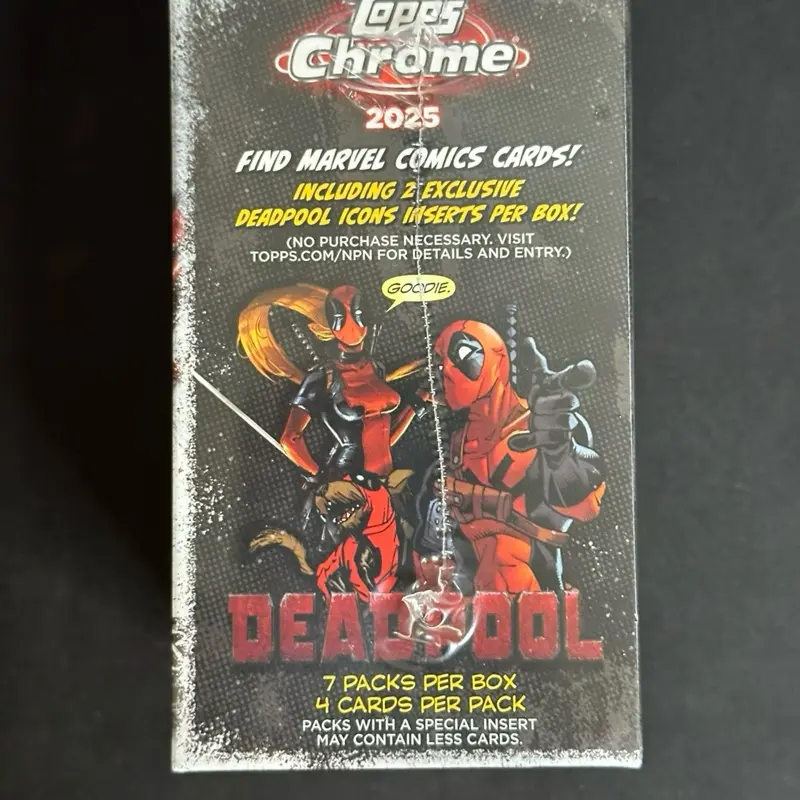 Topps
Chrome
2025
FIND MARVEL COMICS CARDS!
INCLUDING 2 EXCLUSIVE
DEADPOOL ICONS INSERTS PER BOX!
(NO PURCHASE NECESSARY. VISIT
TOPPS.COM/NPN FOR DETAILS AND ENTRY.)
GOODIE.
DEADPOOL
7 PACKS PER BOX
4 CARDS PER PACK
PACKS WITH A SPECIAL INSERT
MAY CONTAIN LESS CARDS.